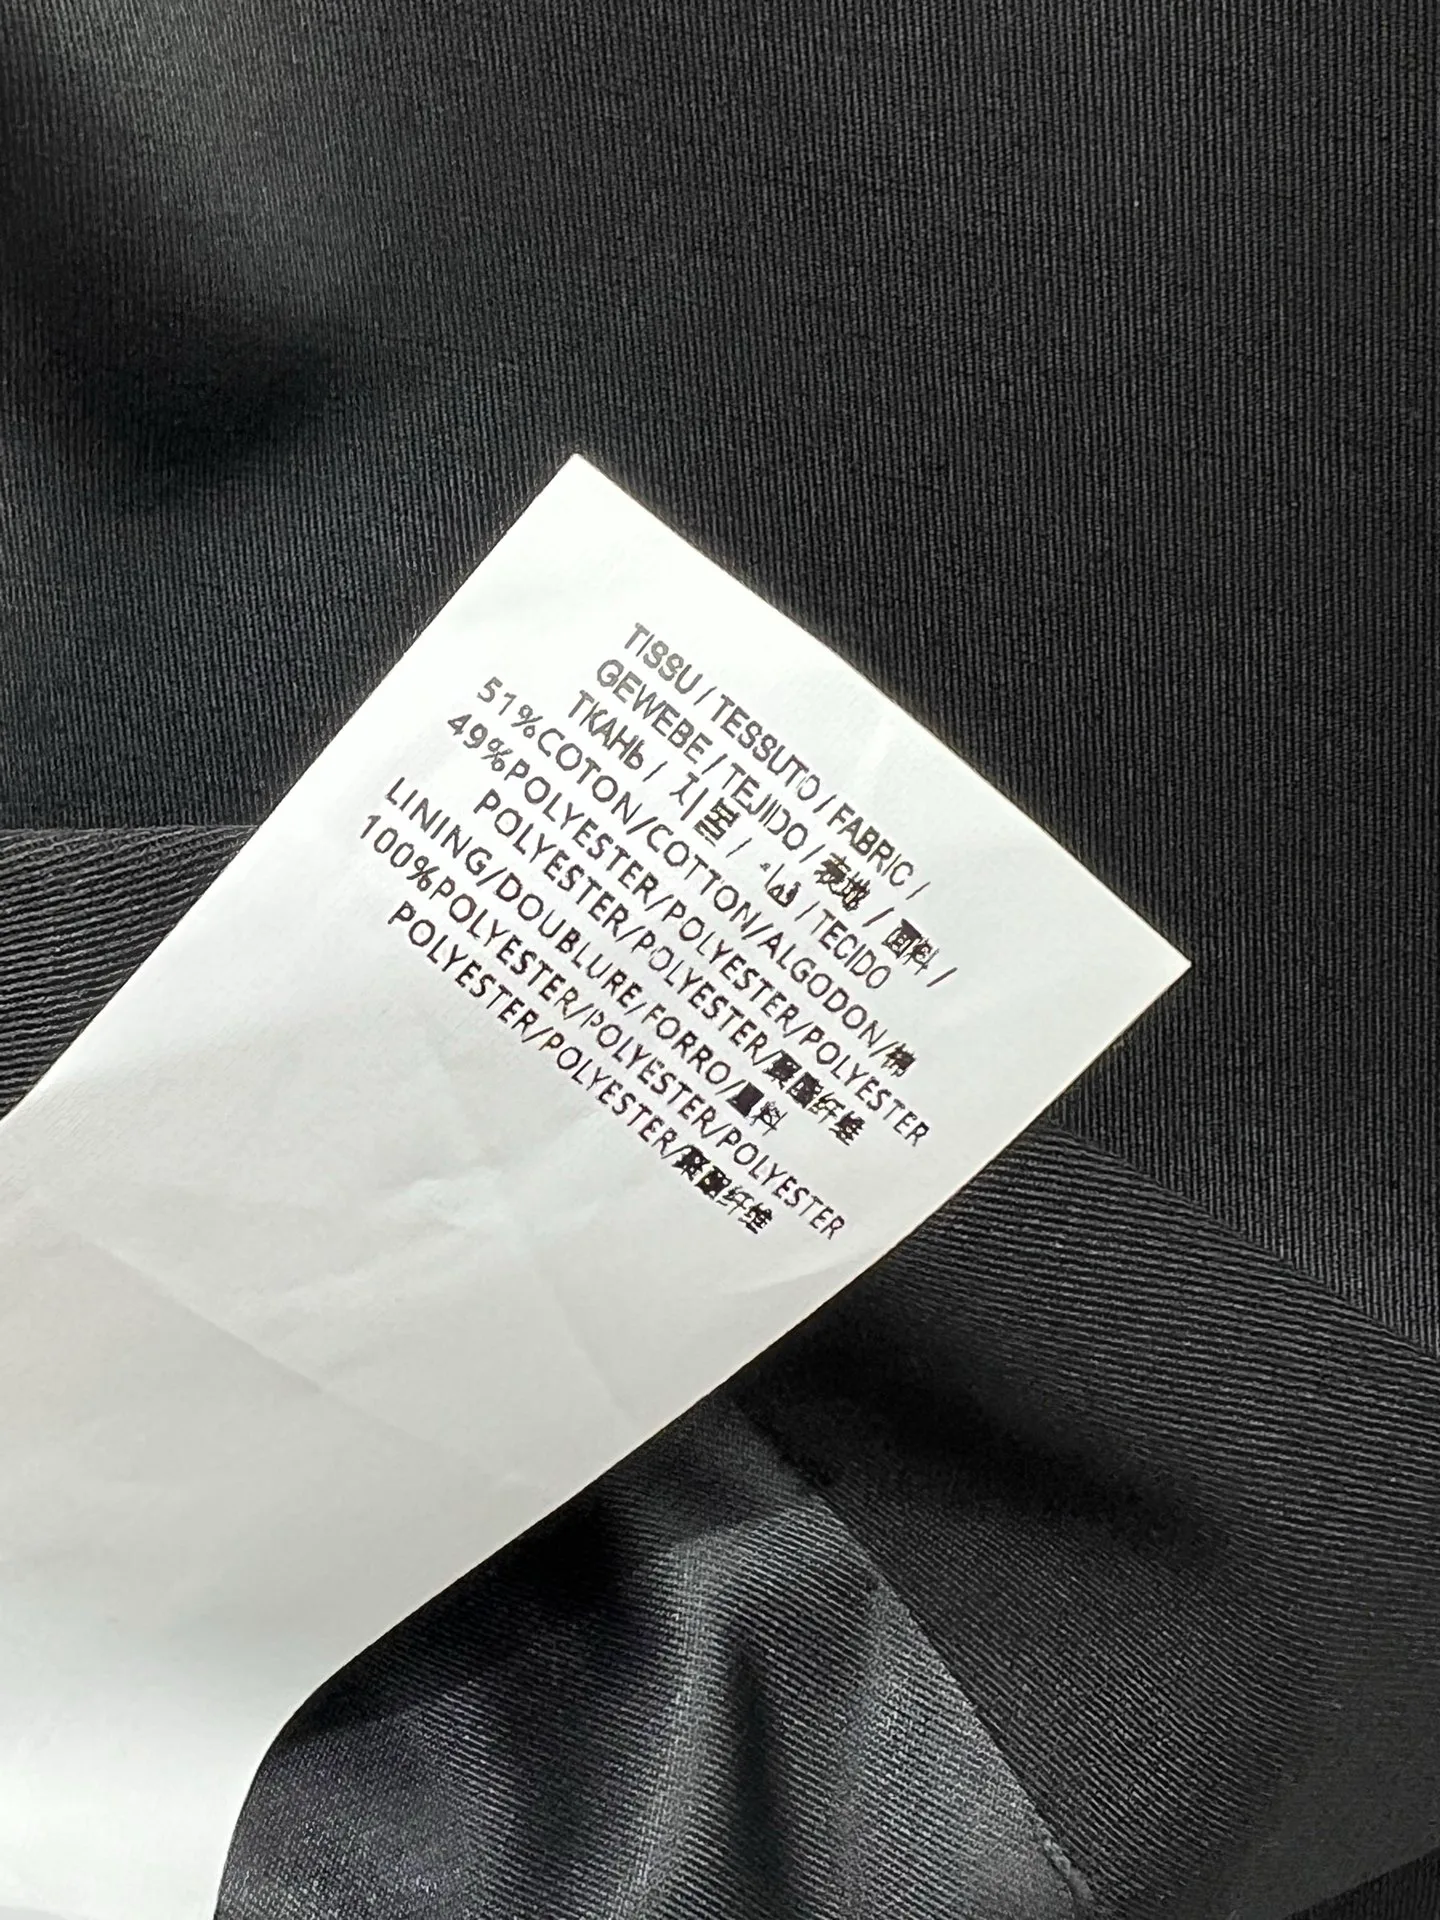 TISSU / TESSUTO / FABRIC /
GEWEBE / TEJIDO / 表地 / 面料 /
ТКАНЬ / 지물 / / TECIDO
51%COTON/COTTON/ALGODON/棉
49%POLYESTER/POLYESTER/POLYESTER
POLYESTER/POLYESTER/聚酯纤维
LINING/DOUBLURE/FORRO/里料
100%POLYESTER/POLYESTER/POLYESTER
POLYESTER/POLYESTER/聚酯纤维